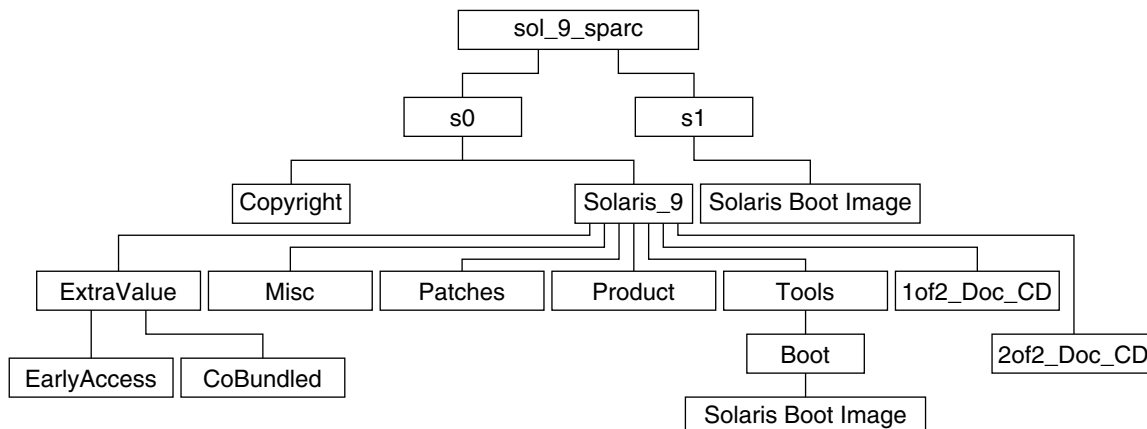 sol_9_sparc
s0
s1
Copyright
Solaris_9
Solaris Boot Image
ExtraValue
Misc
Patches
Product
Tools
1of2_Doc_CD
EarlyAccess
CoBundled
Boot
2of2_Doc_CD
Solaris Boot Image